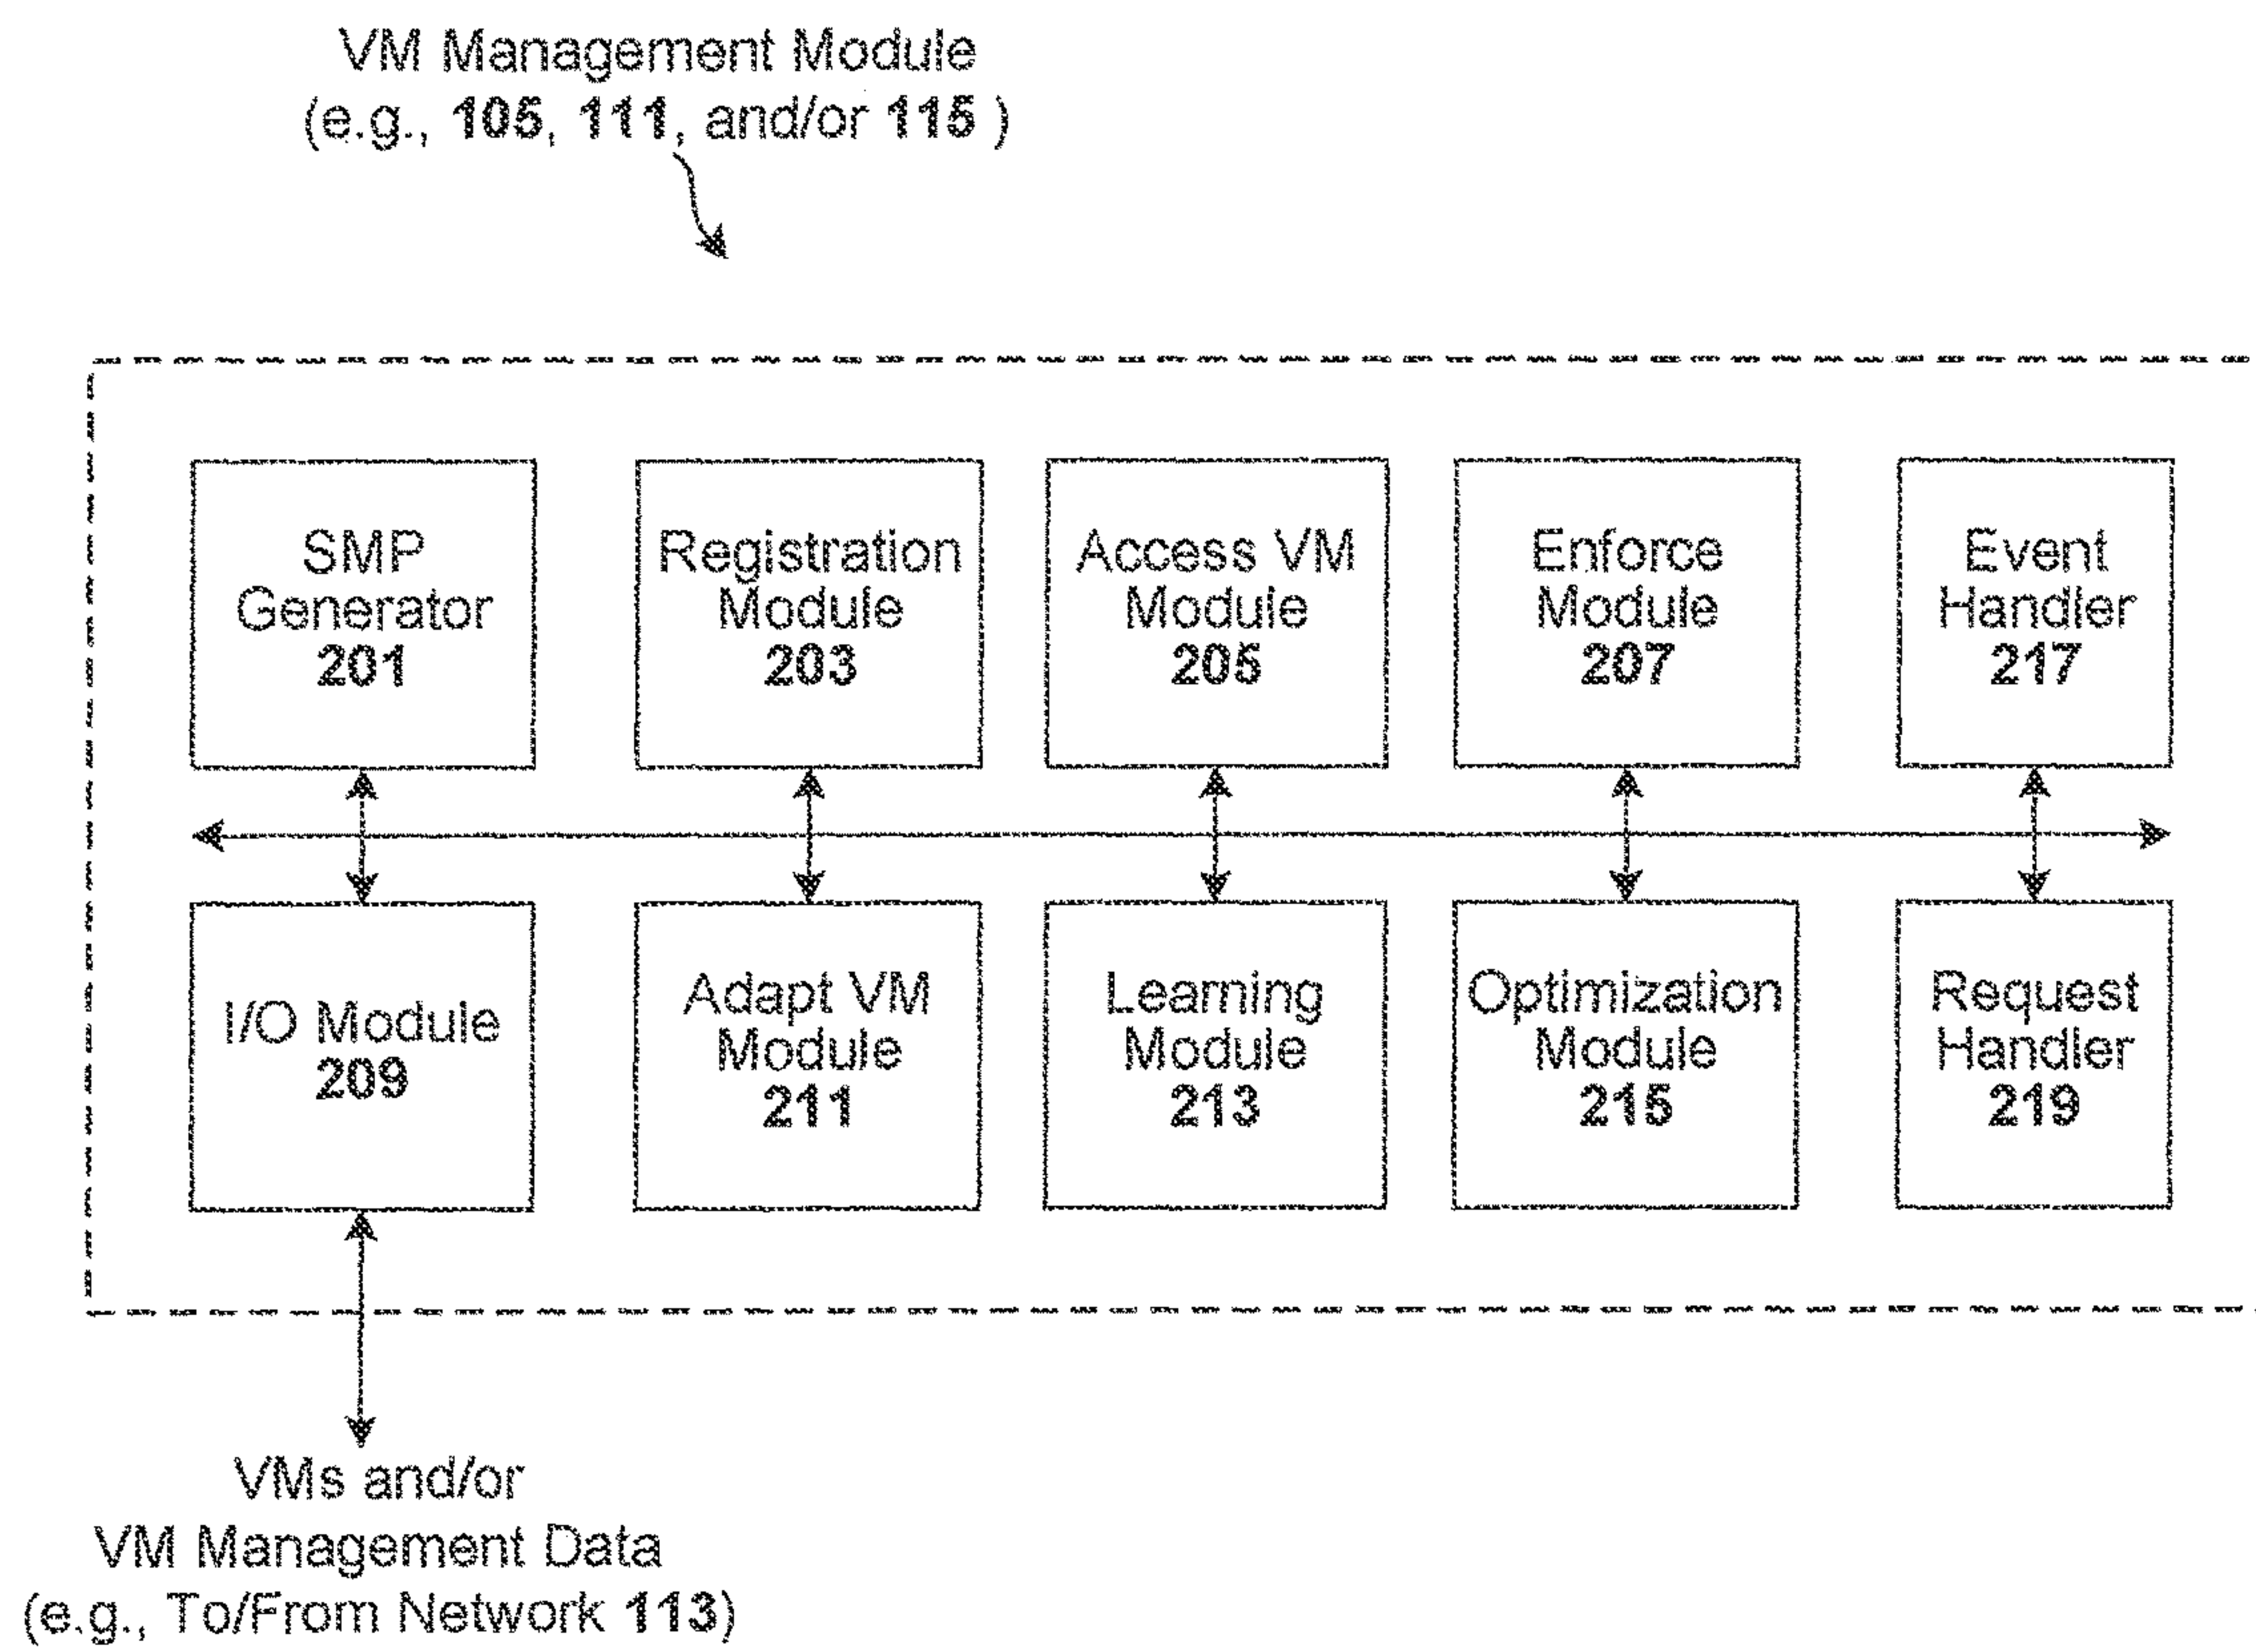 VM Management Module
(e.g., 105, 111, and/or 115 )
SMP
Generator
201
Registration
Module
203
Access VM
Module
205
Enforce
Module
207
Event
Handler
217
I/O Module
209
Adapt VM
Module
211
Learning
Module
213
Optimization
Module
215
Request
Handler
219
VMs and/or
VM Management Data
(e.g., To/From Network 113)